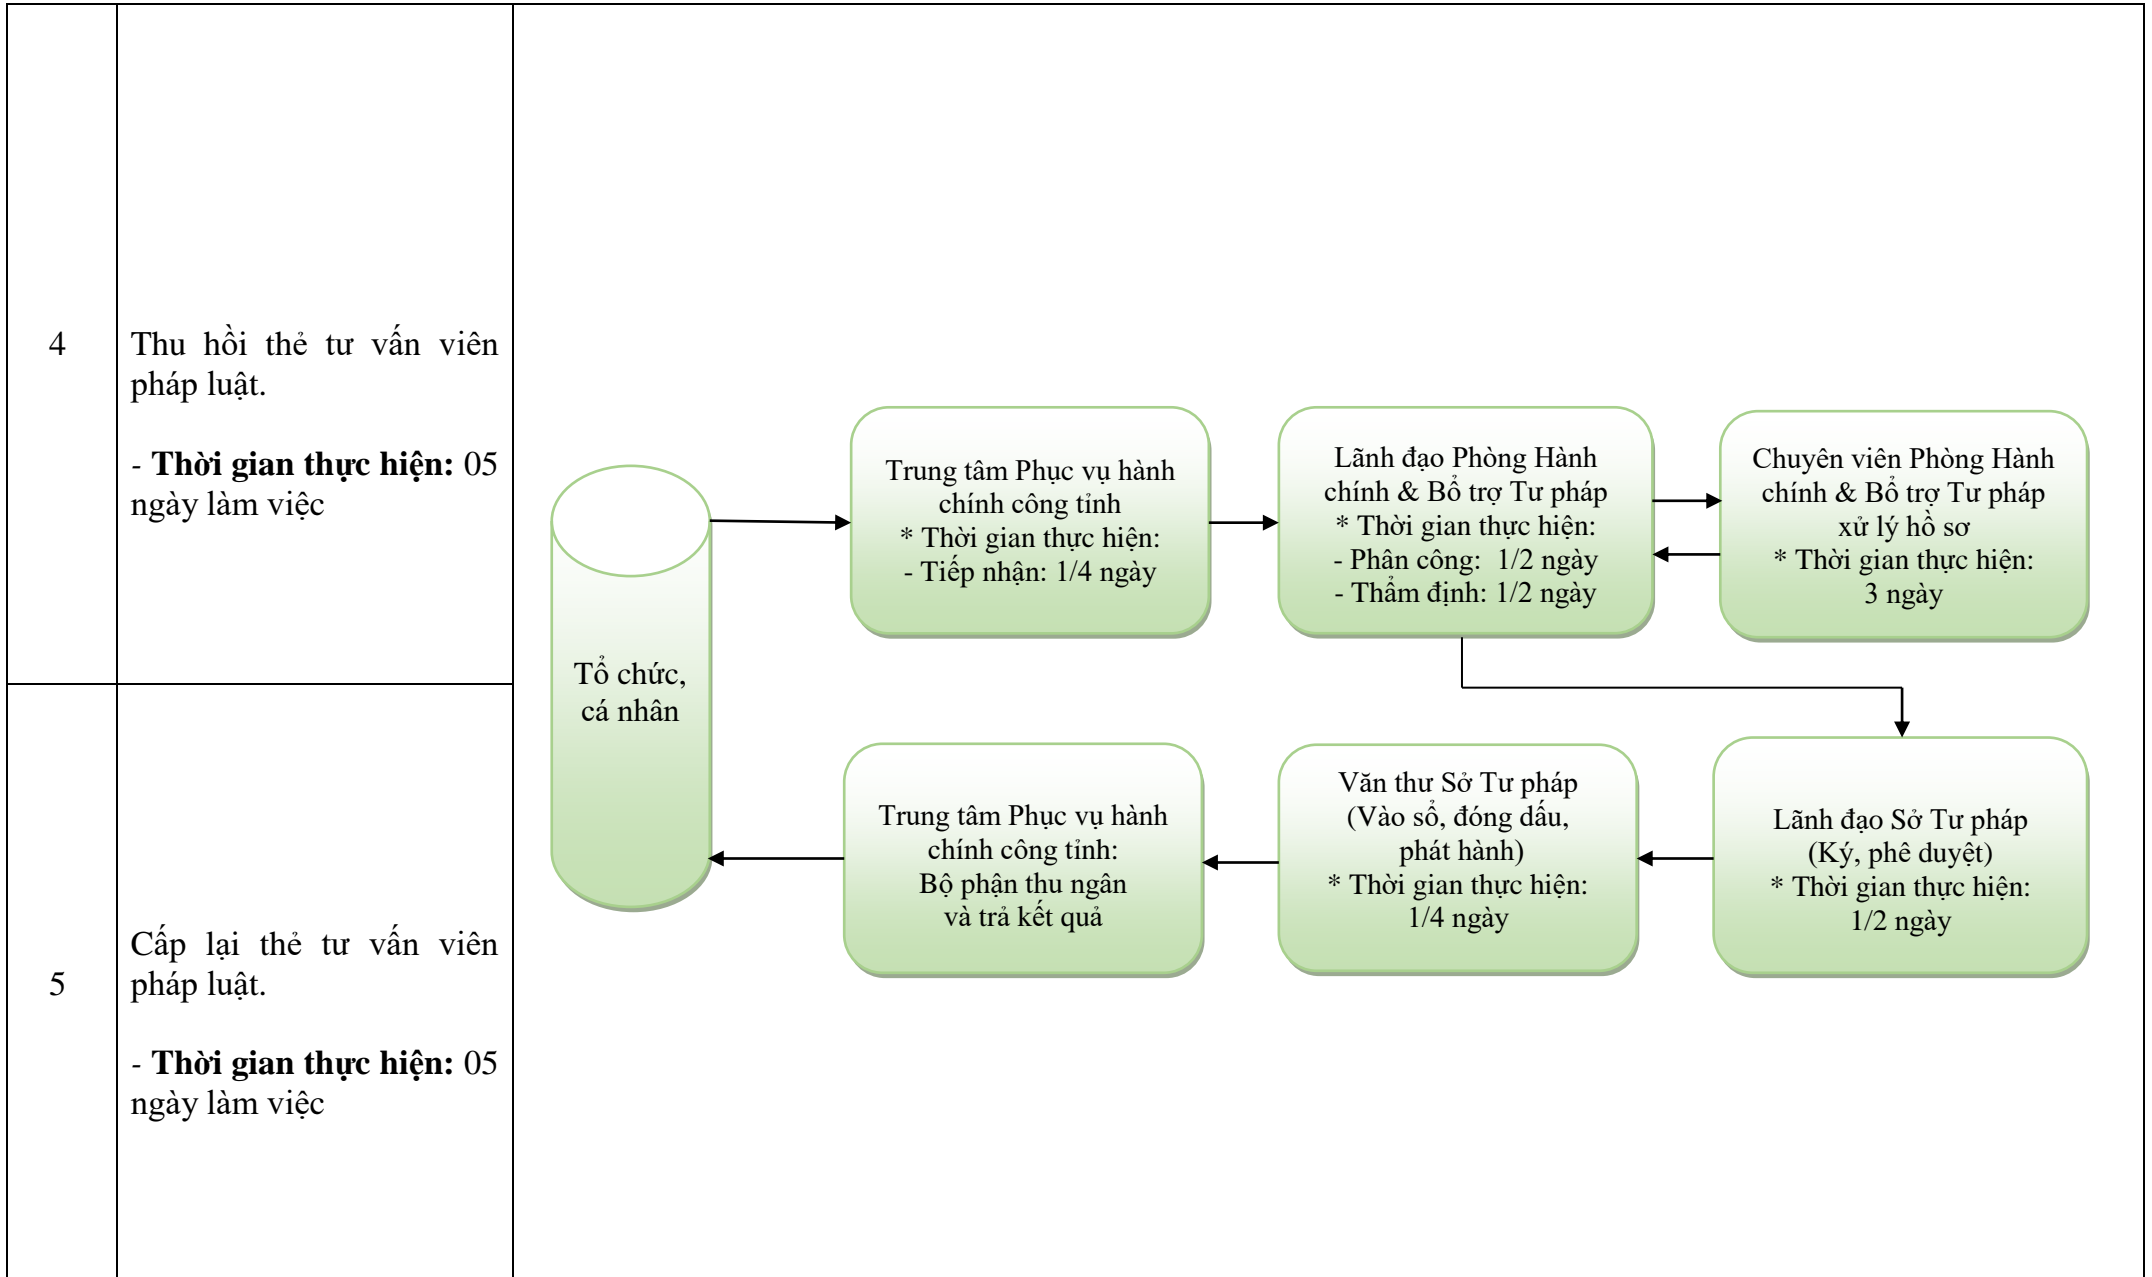 4
Thu hồi thẻ tư vấn viên
pháp luật.
- Thời gian thực hiện: 05
ngày làm việc
5
Cấp lại thẻ tư vấn viên
pháp luật.
- Thời gian thực hiện: 05
ngày làm việc
Tổ chức,
cá nhân
Trung tâm Phục vụ hành
chính công tỉnh
* Thời gian thực hiện:
- Tiếp nhận: 1/4 ngày
Lãnh đạo Phòng Hành
chính & Bổ trợ Tư pháp
* Thời gian thực hiện:
- Phân công: 1/2 ngày
- Thẩm định: 1/2 ngày
Chuyên viên Phòng Hành
chính & Bổ trợ Tư pháp
xử lý hồ sơ
* Thời gian thực hiện:
3 ngày
Lãnh đạo Sở Tư pháp
(Ký, phê duyệt)
* Thời gian thực hiện:
1/2 ngày
Văn thư Sở Tư pháp
(Vào sổ, đóng dấu,
phát hành)
* Thời gian thực hiện:
1/4 ngày
Trung tâm Phục vụ hành
chính công tỉnh:
Bộ phận thu ngân
và trả kết quả